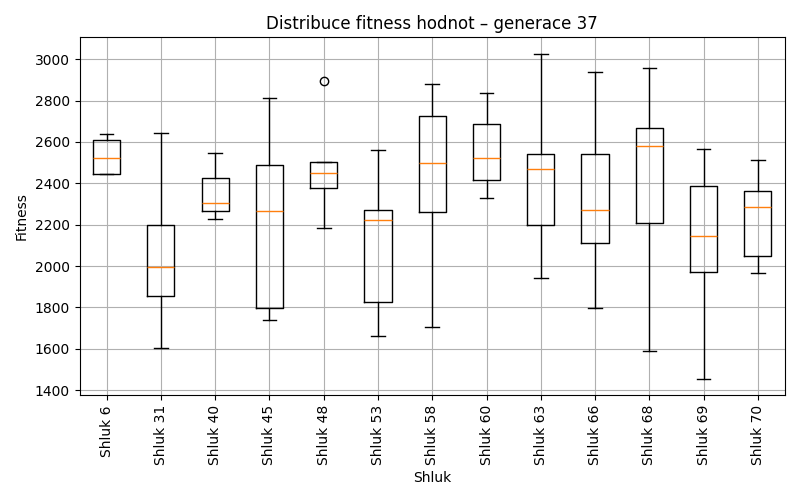 Distribuce fitness hodnot – generace 37
Fitness
3000
2800
2600
2400
2200
2000
1800
1600
1400
Shluk 6
Shluk 31
Shluk 40
Shluk 45
Shluk 48
Shluk 53
Shluk 58
Shluk 60
Shluk 63
Shluk 66
Shluk 68
Shluk 69
Shluk 70
Shluk